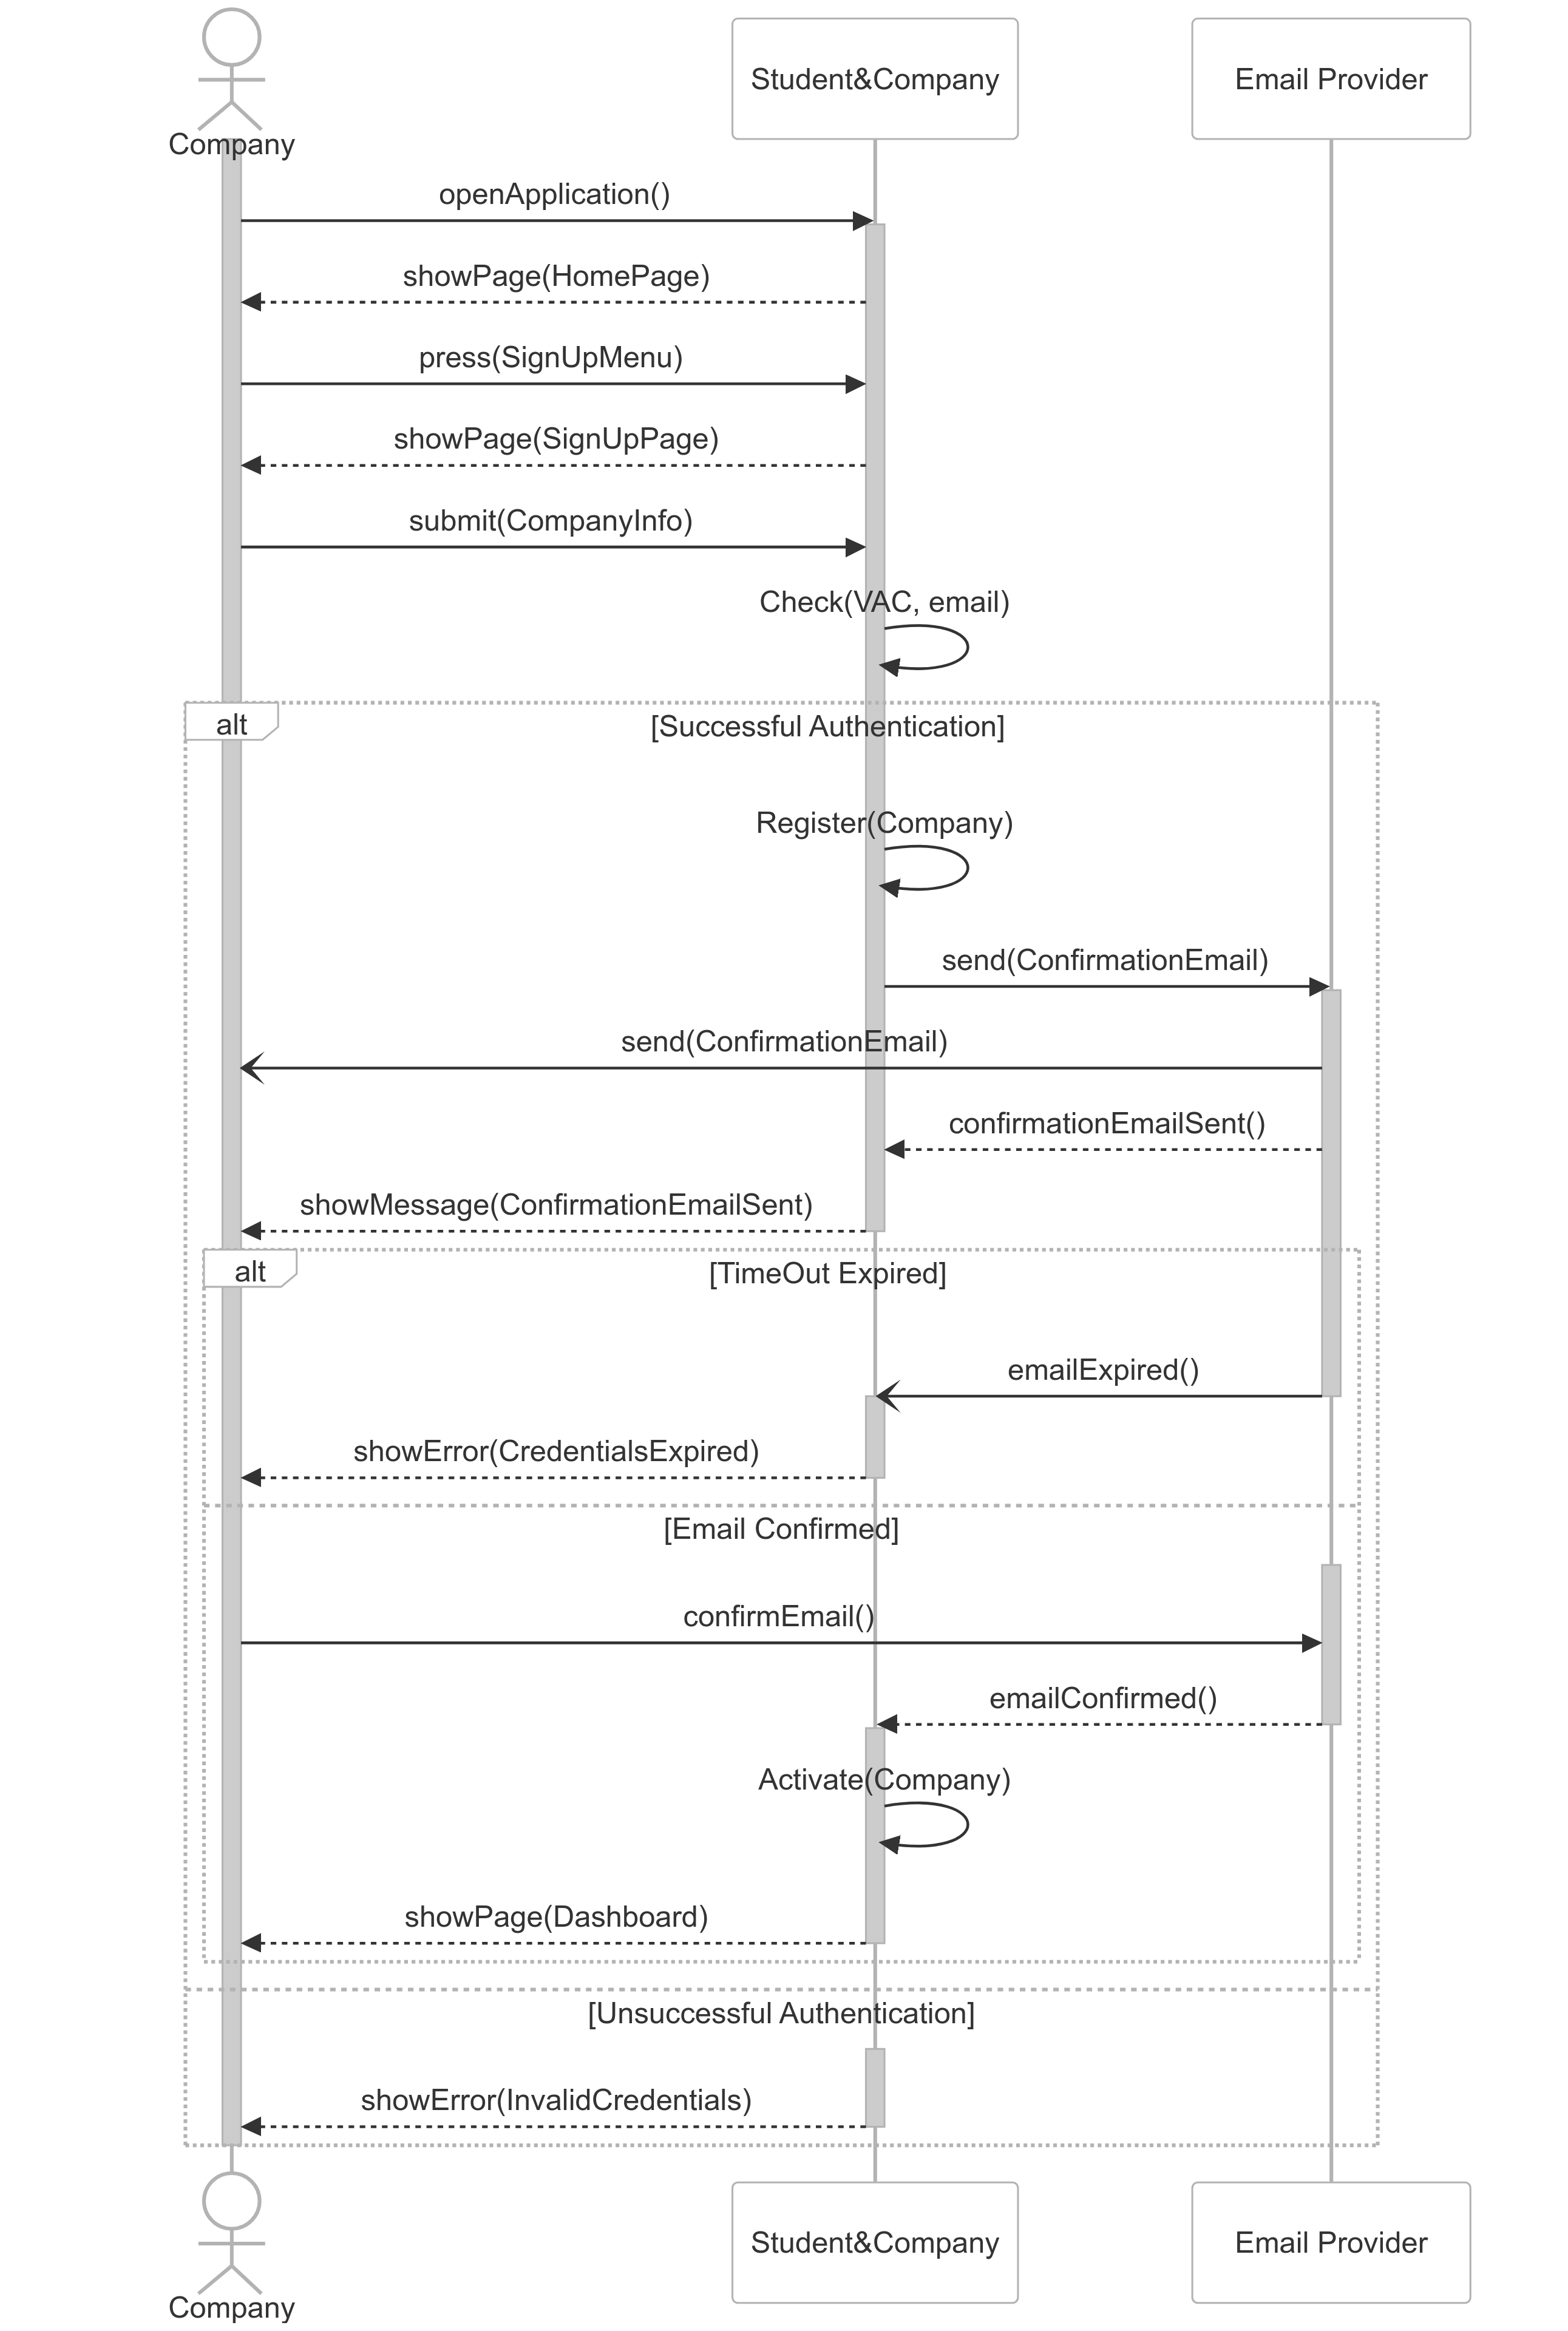 Company
Student&Company
Email Provider
openApplication()
showPage(HomePage)
press(SignUpMenu)
showPage(SignUpPage)
submit(CompanyInfo)
Check(VAC, email)
alt
[Successful Authentication]
Register(Company)
send(ConfirmationEmail)
send(ConfirmationEmail)
confirmationEmailSent()
showMessage(ConfirmationEmailSent)
alt
[TimeOut Expired]
emailExpired()
showError(CredentialsExpired)
[Email Confirmed]
confirmEmail()
emailConfirmed()
Activate(Company)
showPage(Dashboard)
[Unsuccessful Authentication]
showError(InvalidCredentials)
Company
Student&Company
Email Provider